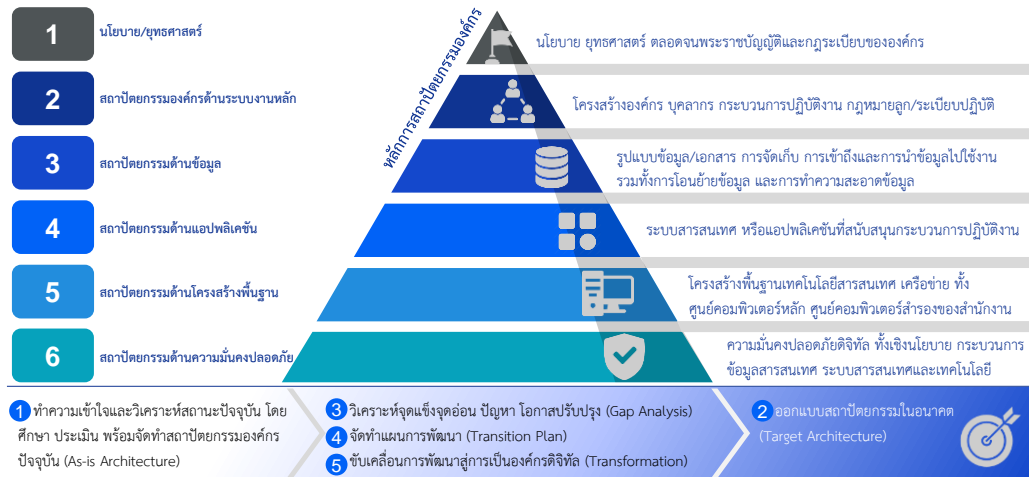 1
นโยบาย/ยุทธศาสตร์
นโยบาย ยุทธศาสตร์ ตลอดจนพระราชบัญญัติและกฎระเบียบขององค์กร
หลักการสถาปัตยกรรมองค์กร
2
สถาปัตยกรรมองค์กรด้านระบบงานหลัก
โครงสร้างองค์กร บุคลากร กระบวนการปฏิบัติงาน กฎหมายลูก/ระเบียบปฏิบัติ
3
สถาปัตยกรรมด้านข้อมูล
รูปแบบข้อมูล/เอกสาร การจัดเก็บ การเข้าถึงและการนำข้อมูลไปใช้งาน
รวมทั้งการโอนย้ายข้อมูล และการทำความสะอาดข้อมูล
4
สถาปัตยกรรมด้านแอปพลิเคชัน
ระบบสารสนเทศ หรือแอปพลิเคชันที่สนับสนุนกระบวนการปฏิบัติงาน
5
สถาปัตยกรรมด้านโครงสร้างพื้นฐาน
โครงสร้างพื้นฐานเทคโนโลยีสารสนเทศ เครือข่าย ทั้ง
ศูนย์คอมพิวเตอร์หลัก ศูนย์คอมพิวเตอร์สำรองของสำนักงาน
6
สถาปัตยกรรมด้านความมั่นคงปลอดภัย
ความมั่นคงปลอดภัยดิจิทัล ทั้งเชิงนโยบาย กระบวนการ
ข้อมูลสารสนเทศ ระบบสารสนเทศและเทคโนโลยี
1 ทำความเข้าใจและวิเคราะห์สถานะปัจจุบัน โดย
ศึกษา ประเมิน พร้อมจัดทำสถาปัตยกรรมองค์กร
ปัจจุบัน (As-is Architecture)
3 วิเคราะห์จุดแข็งจุดอ่อน ปัญหา โอกาสปรับปรุง (Gap Analysis)
4 จัดทำแผนการพัฒนา (Transition Plan)
5 ขับเคลื่อนการพัฒนาสู่การเป็นองค์กรดิจิทัล (Transformation)
2 ออกแบบสถาปัตยกรรมในอนาคต
(Target Architecture)